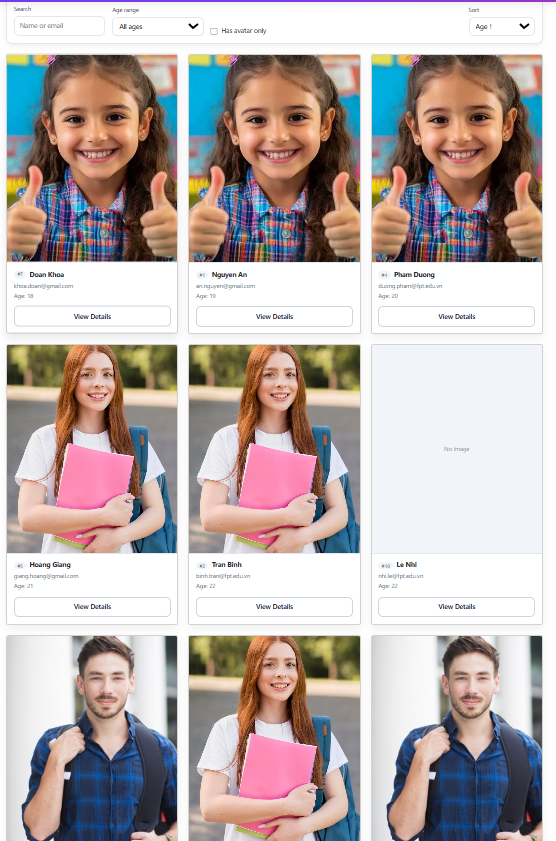 Search
Age range
Sort
Name or email
All ages
Has avatar only
Age ↑
#7 Doan Khoa
khoa.doan@gmail.com
Age: 18
View Details
#1 Nguyen An
an.nguyen@gmail.com
Age: 19
View Details
#4 Pham Duong
duong.pham@fpt.edu.vn
Age: 20
View Details
#5 Hoang Giang
giang.hoang@gmail.com
Age: 21
View Details
#2 Tran Binh
binh.tran@fpt.edu.vn
Age: 22
View Details
No Image
#10 Le Nhi
nhi.le@fpt.edu.vn
Age: 22
View Details